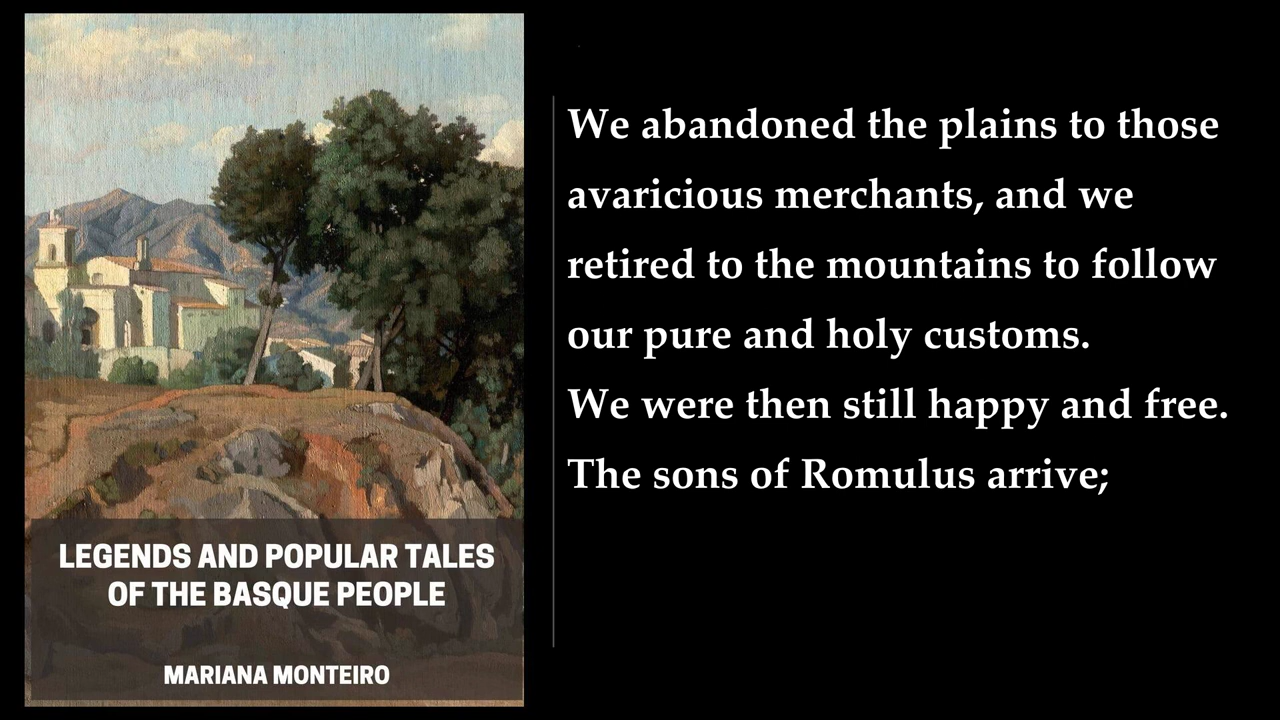 We abandoned the plains to those
avaricious merchants, and we
retired to the mountains to follow
our pure and holy customs.
We were then still happy and free.
The sons of Romulus arrive;
LEGENDS AND POPULAR TALES
OF THE BASQUE PEOPLE
MARIANA MONTEIRO